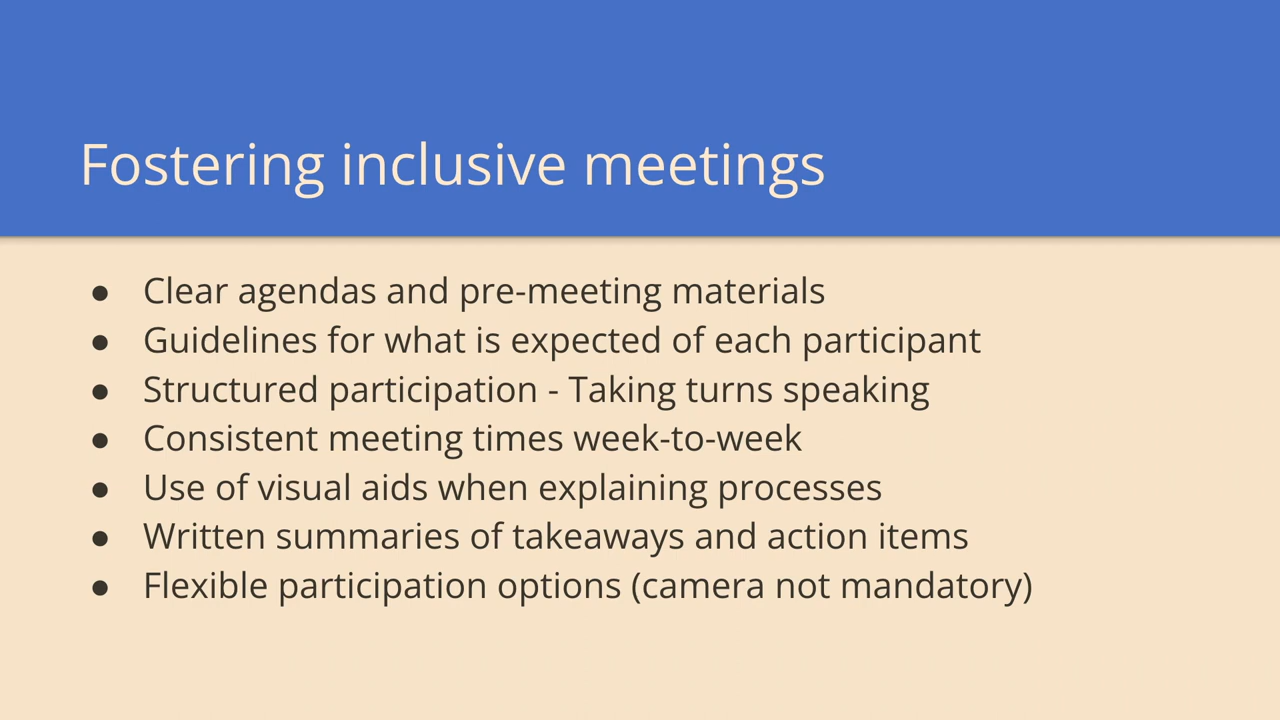 Fostering inclusive meetings
● Clear agendas and pre-meeting materials
● Guidelines for what is expected of each participant
● Structured participation - Taking turns speaking
● Consistent meeting times week-to-week
● Use of visual aids when explaining processes
● Written summaries of takeaways and action items
● Flexible participation options (camera not mandatory)